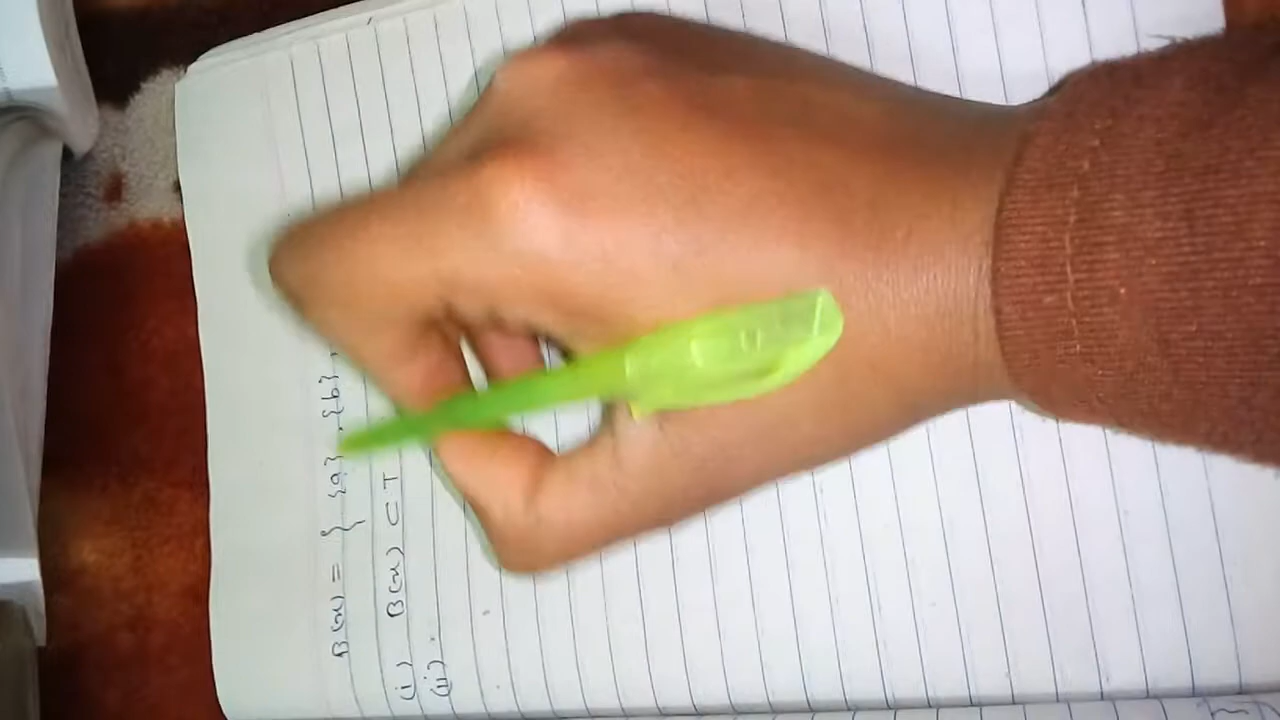 B(x) = { {a}, {b},
(i) B(x) ⊂ T
(ii)